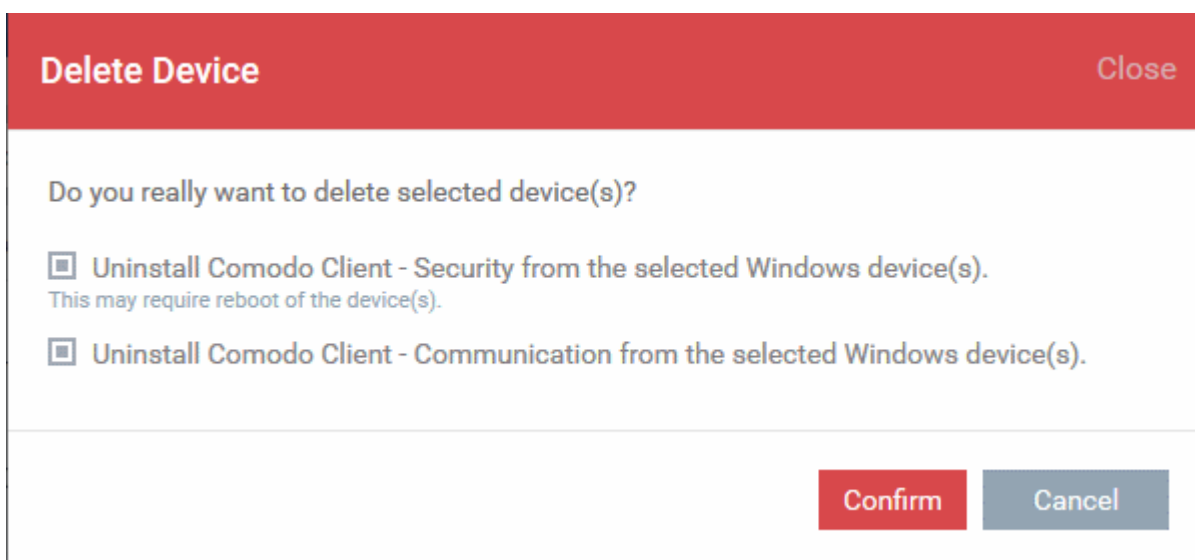 Delete Device
Close
Do you really want to delete selected device(s)?
Uninstall Comodo Client - Security from the selected Windows device(s).
This may require reboot of the device(s).
Uninstall Comodo Client - Communication from the selected Windows device(s).
Confirm
Cancel